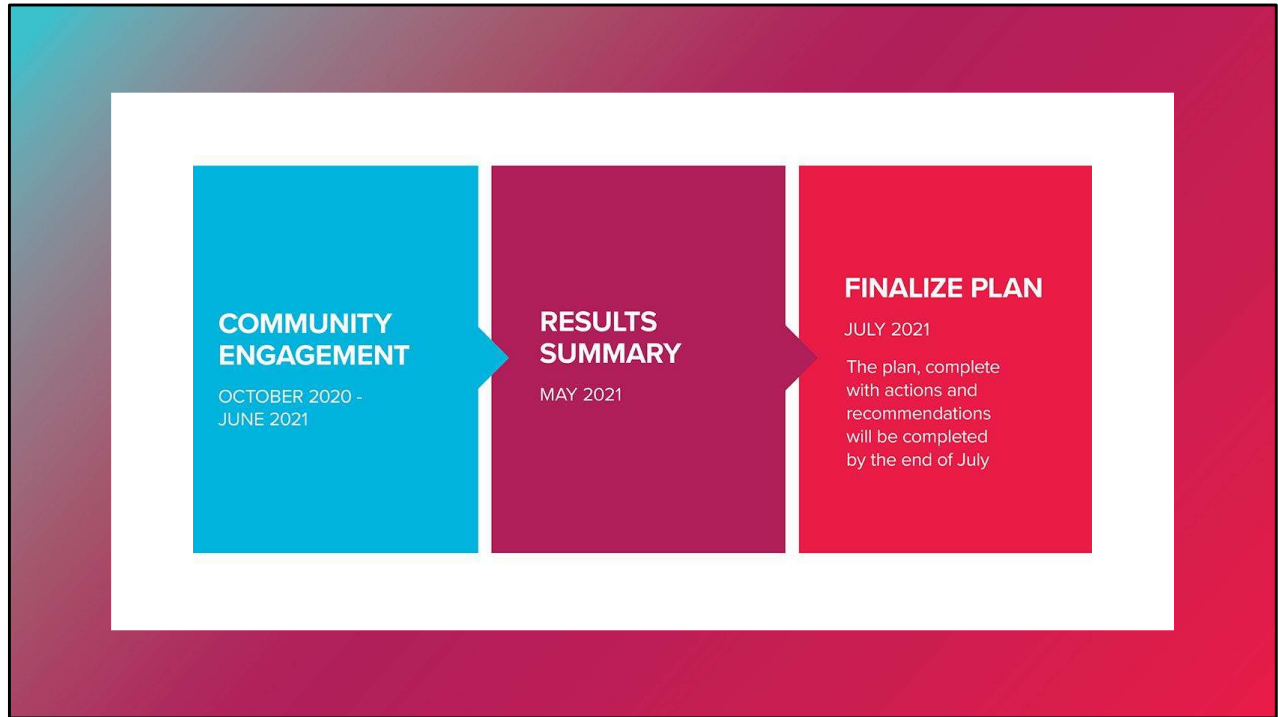 COMMUNITY
ENGAGEMENT
OCTOBER 2020 -
JUNE 2021
RESULTS
SUMMARY
MAY 2021
FINALIZE PLAN
JULY 2021
The plan, complete
with actions and
recommendations
will be completed
by the end of July